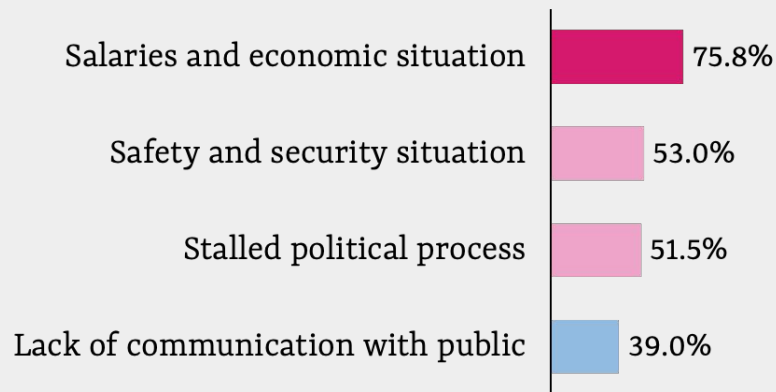 Salaries and economic situation 75.8%
Safety and security situation 53.0%
Stalled political process 51.5%
Lack of communication with public 39.0%